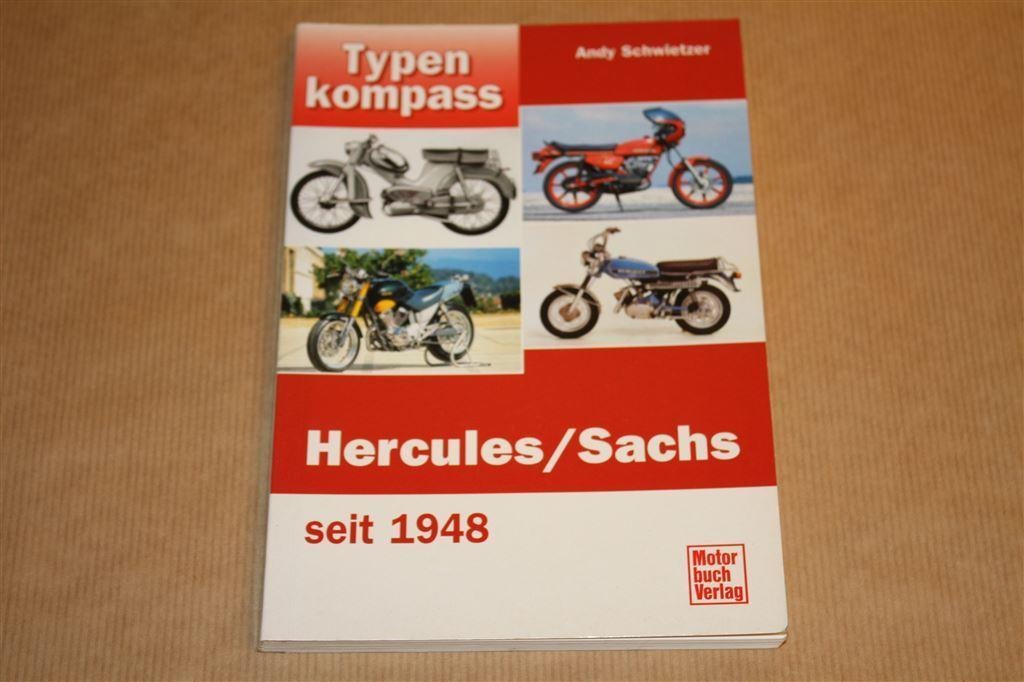 Typen
kompass
Andy Schwietzer
Hercules/Sachs
seit 1948
Motor
buch
Verlag